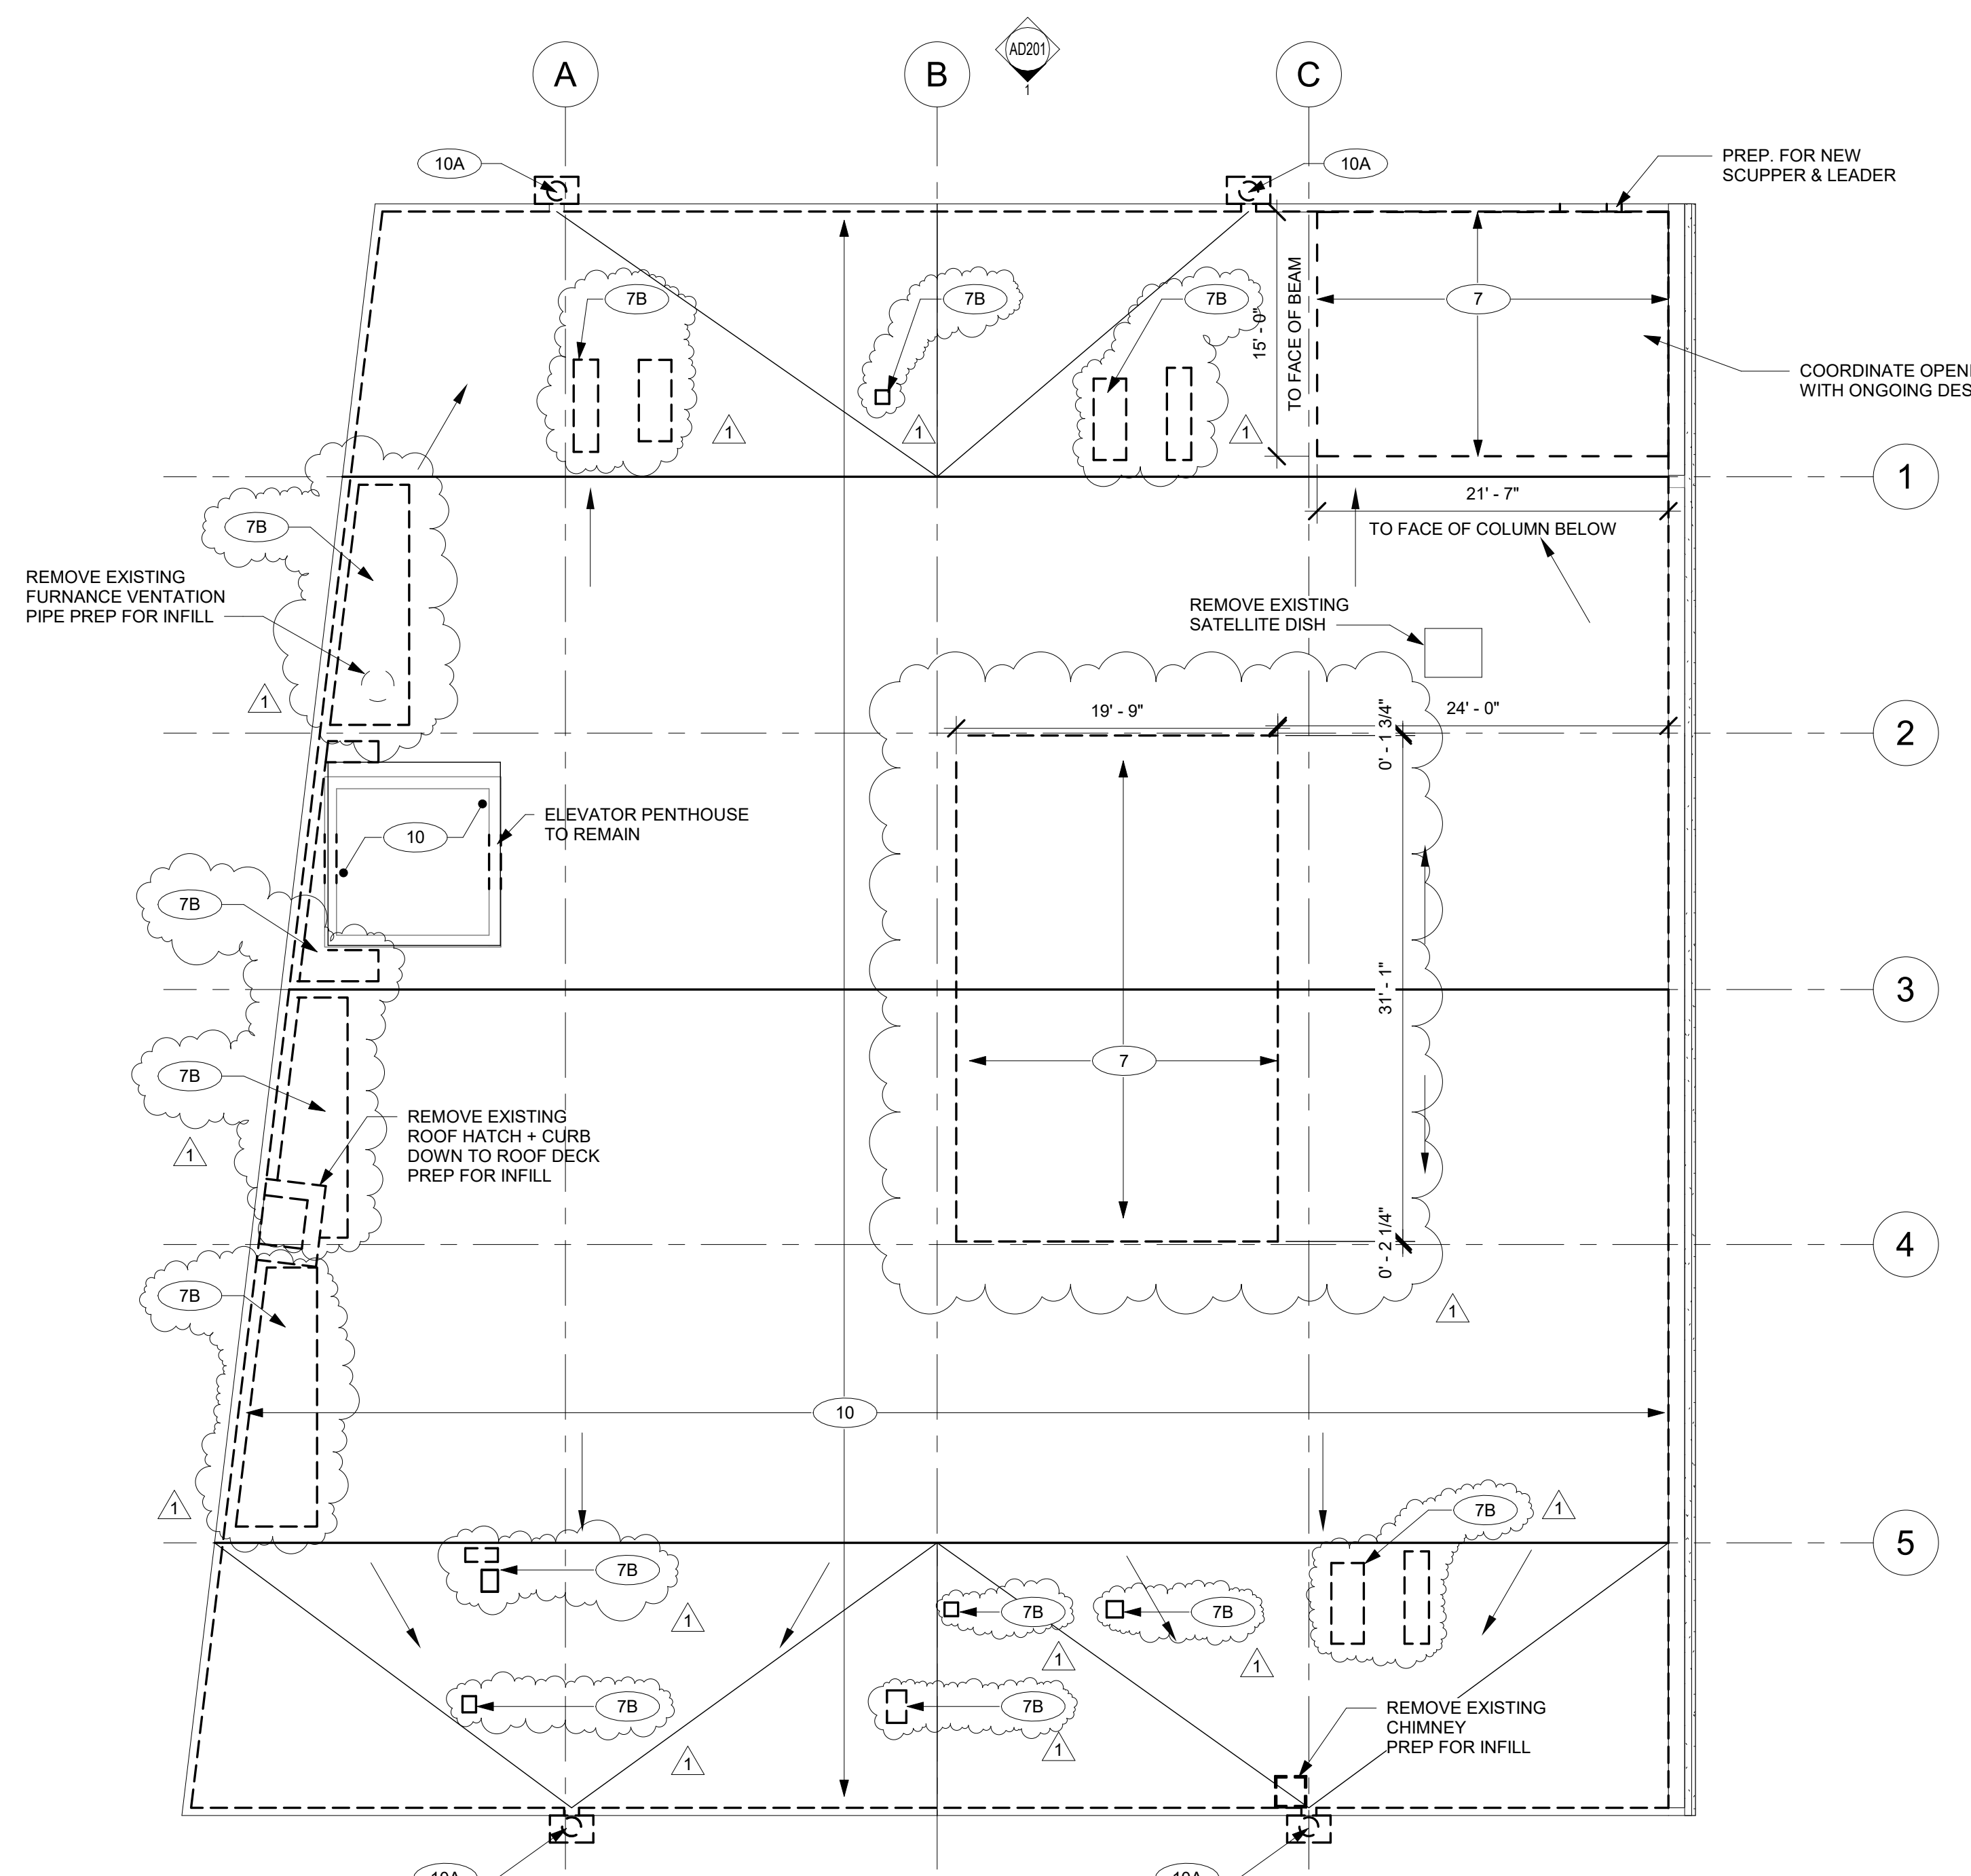 AD201
1
A
B
C
10A
10A
PREP. FOR NEW
SCUPPER & LEADER
7B
7B
7B
7
15' - 0"
TO FACE OF BEAM
COORDINATE
WITH ONGOING
1
1
1
1
21' - 7"
TO FACE OF COLUMN BELOW
7B
REMOVE EXISTING
FURNANCE VENTATION
PIPE PREP FOR INFILL
REMOVE EXISTING
SATELLITE DISH
1
19' - 9"
24' - 0"
0' - 1 3/4"
2
ELEVATOR PENTHOUSE
TO REMAIN
10
7B
31' - 1"
3
7
7B
1
REMOVE EXISTING
ROOF HATCH + CURB
DOWN TO ROOF DECK
PREP FOR INFILL
0' - 2 1/4"
4
7B
1
10
1
7B
1
5
7B
1
7B
1
7B
1
7B
1
7B
1
REMOVE EXISTING
CHIMNEY
PREP FOR INFILL
10A
10A